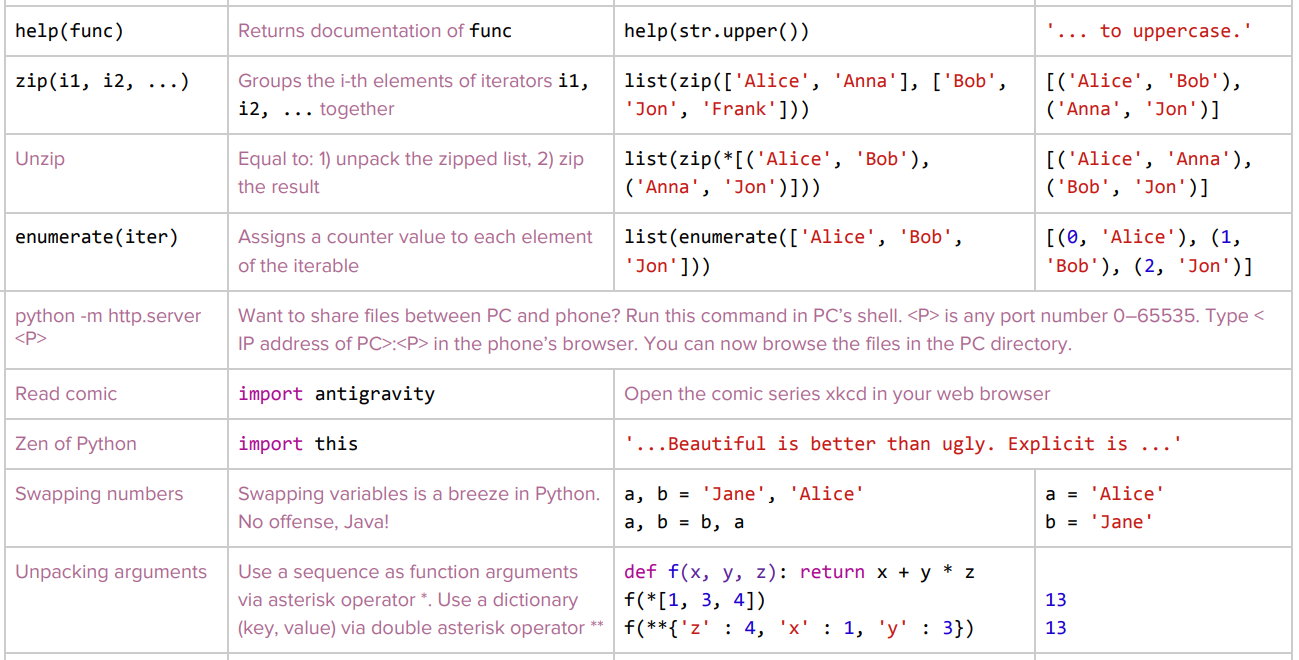 help(func)
Returns documentation of func
help(str.upper())
'... to uppercase.'
zip(i1, i2, ...)
Groups the i-th elements of iterators i1,
i2, ... together
list(zip(['Alice', 'Anna'], ['Bob',
'Jon', 'Frank']))
[('Alice', 'Bob'),
('Anna', 'Jon')]
Unzip
Equal to: 1) unpack the zipped list, 2) zip
the result
list(zip(*[('Alice', 'Bob'),
('Anna', 'Jon')]))
[('Alice', 'Anna'),
('Bob', 'Jon')]
enumerate(iter)
Assigns a counter value to each element
of the iterable
list(enumerate(['Alice', 'Bob',
'Jon']))
[(0, 'Alice'), (1,
'Bob'), (2, 'Jon')]
python -m http.server
<P>
Want to share files between PC and phone? Run this command in PC's shell. <P> is any port number 0–65535. Type <
IP address of PC>:<P> in the phone's browser. You can now browse the files in the PC directory.
Read comic
import antigravity
Open the comic series xkcd in your web browser
Zen of Python
import this
'...Beautiful is better than ugly. Explicit is ...'
Swapping numbers
Swapping variables is a breeze in Python.
No offense, Java!
a, b = 'Jane', 'Alice'
a, b = b, a
a = 'Alice'
b = 'Jane'
Unpacking arguments
Use a sequence as function arguments
via asterisk operator *. Use a dictionary
(key, value) via double asterisk operator **
def f(x, y, z): return x + y * z
f(*[1, 3, 4])
f(**{'z' : 4, 'x' : 1, 'y' : 3})
13
13